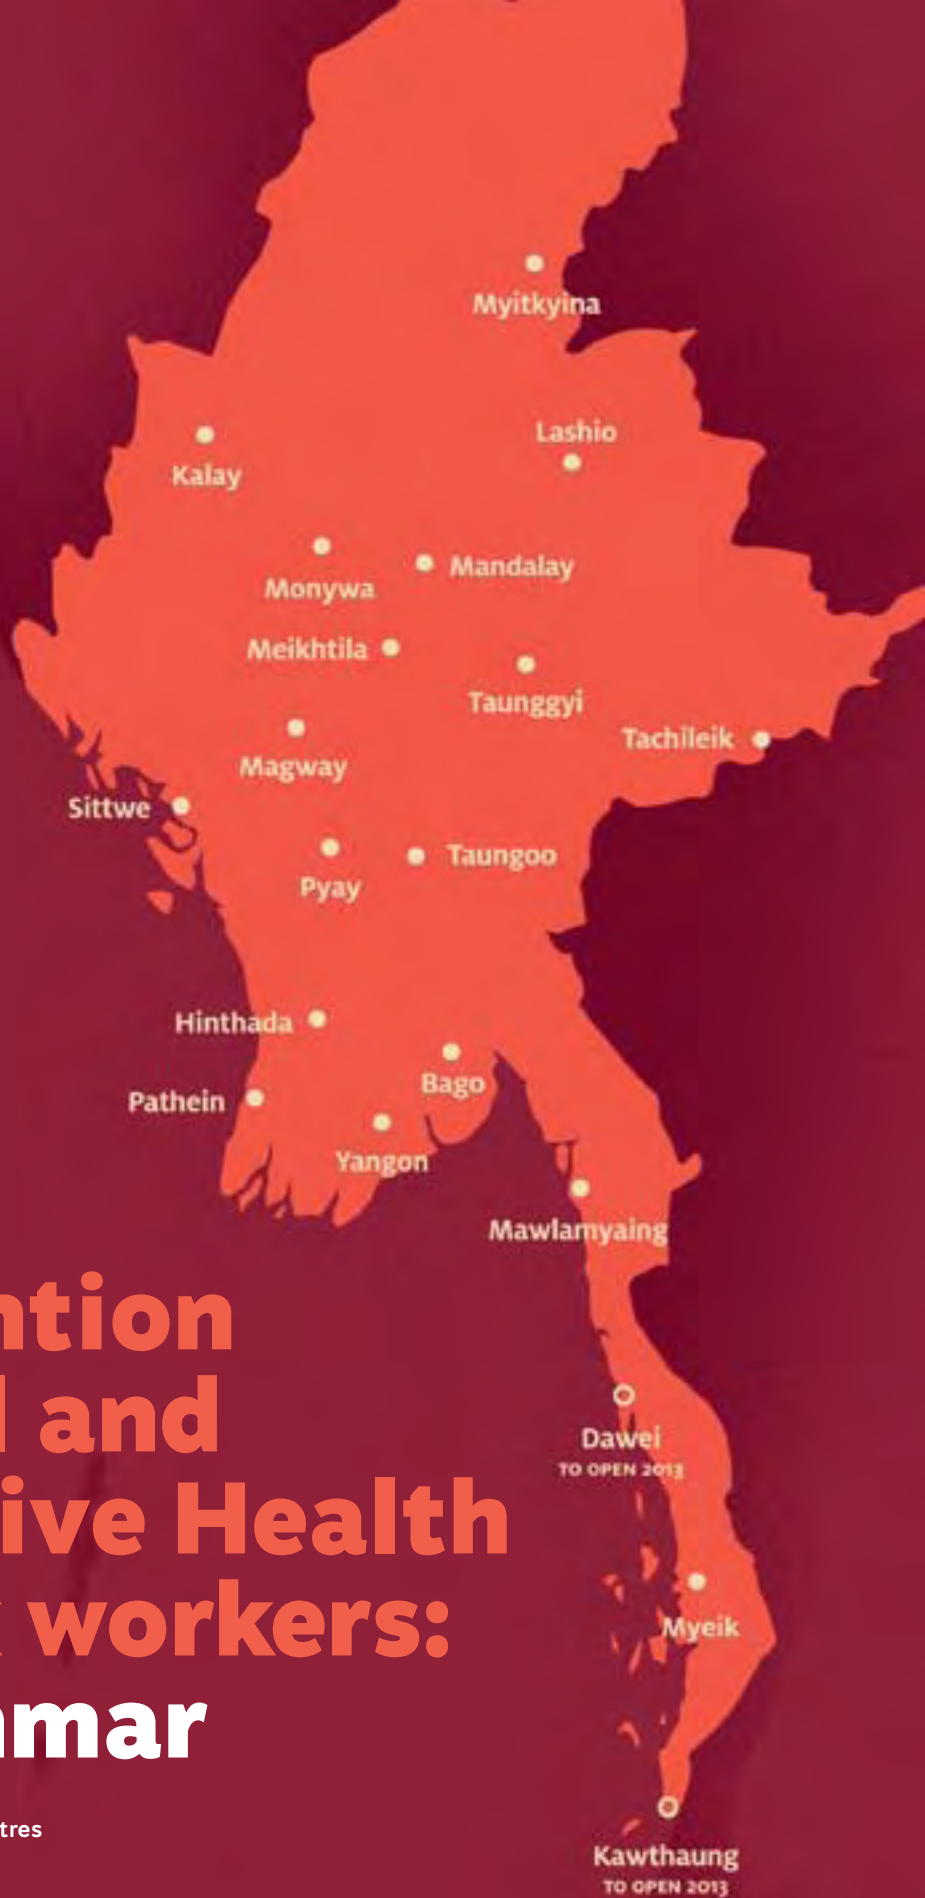 Myitkyina
Lashio
Kalay
Mandalay
Monywa
Meikhtila
Taunggyi
Tachileik
Magway
Sittwe
Taungoo
Pyay
Hinthada
Bago
Pathein
Yangon
Mawlamyaing
ntion
and
ive Health
workers:
mar
Dawei
TO OPEN 2013
Myeik
tres
Kawthaung
TO OPEN 2013